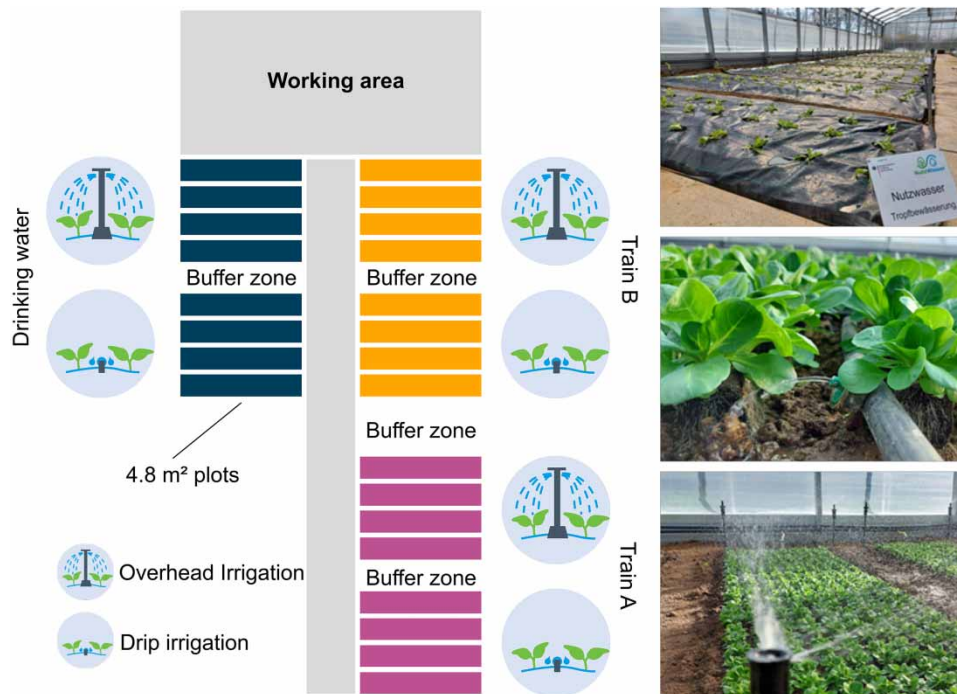 Working area
Drinking water
Buffer zone
Buffer zone
Train B
4.8 m² plots
Buffer zone
Buffer zone
Train A
Overhead Irrigation
Drip irrigation
Nutzwasser
Tropfbewässerung